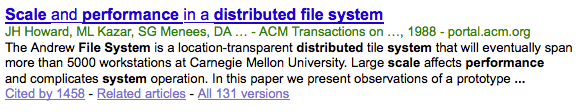 Scale and performance in a distributed file system
JH Howard, ML Kazar, SG Menees, DA … - ACM Transactions on …, 1988 - portal.acm.org
The Andrew File System is a location-transparent distributed tile system that will eventually span
more than 5000 workstations at Carnegie Mellon University. Large scale affects performance
and complicates system operation. In this paper we present observations of a prototype ...
Cited by 1458 - Related articles - All 131 versions